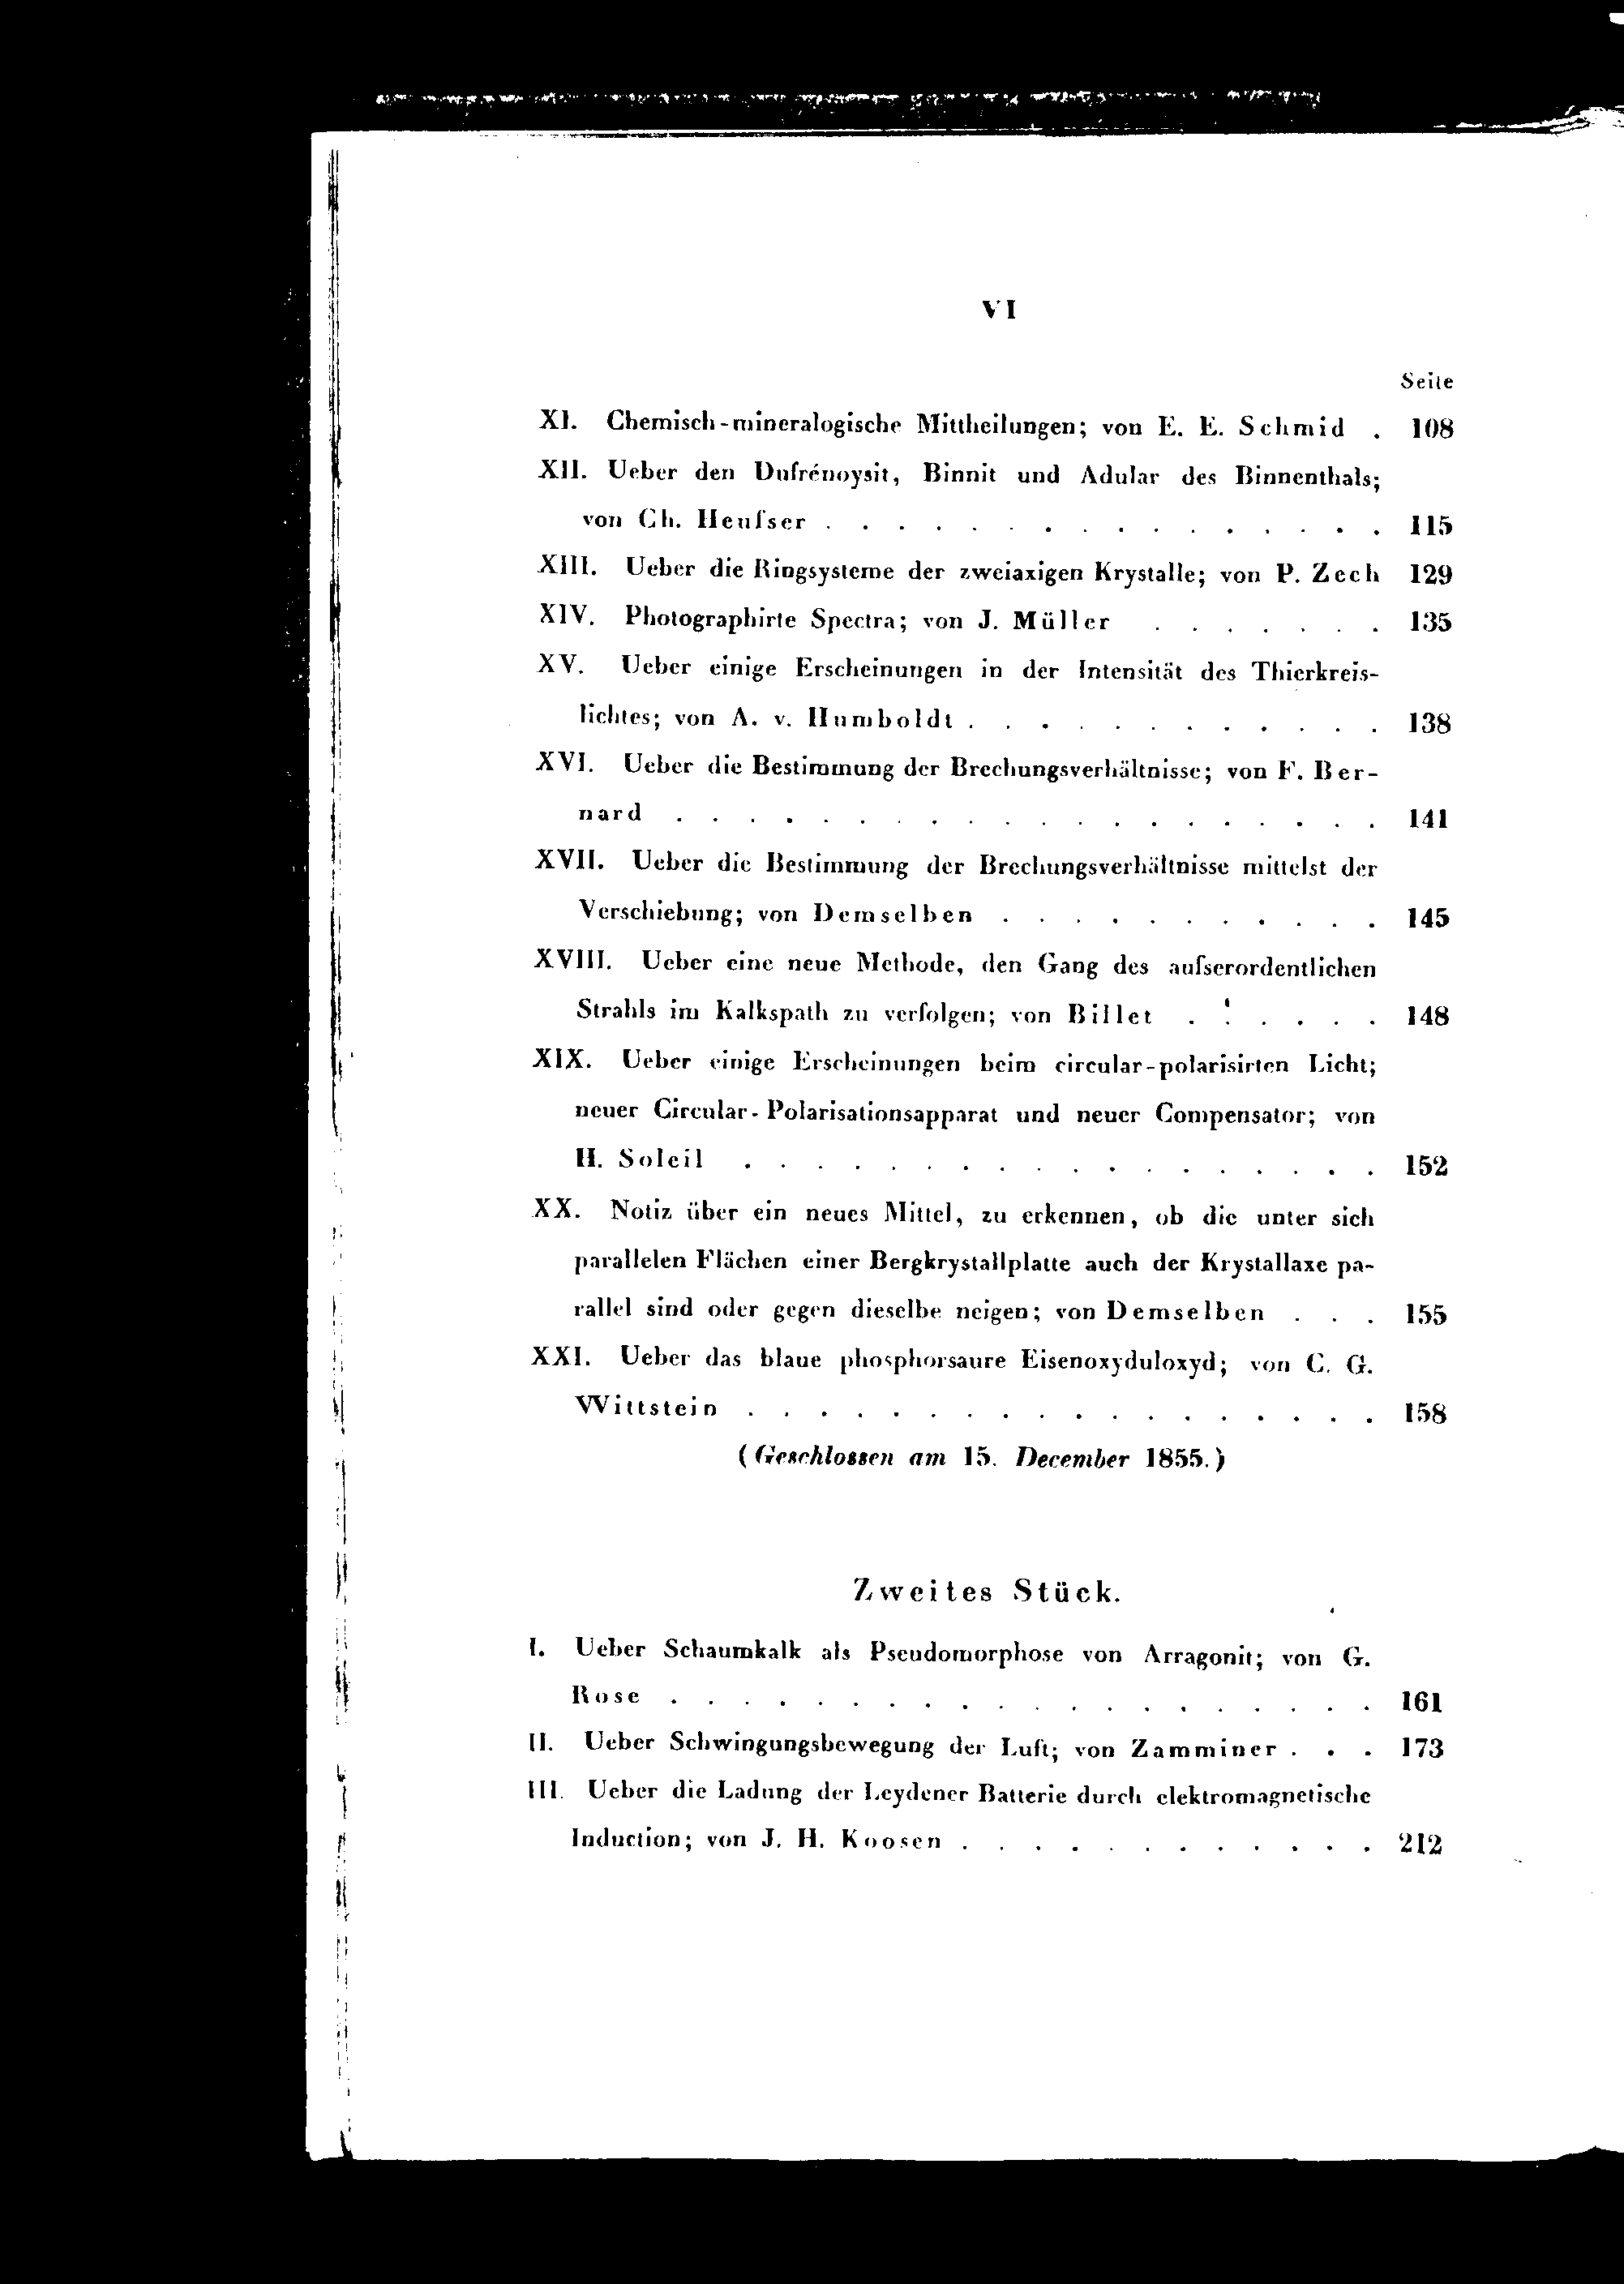 VI
Seite
XI. Chemisch-mineralogische Mittheilungen; von E. E. Schmid . 108
XII. Ueber den Dufrénoysit, Binnit und Adular des Binnenthals;
von Ch. Heuſser . . . . . . . . . . . . . . . . 115
XIII. Ueber die Ringsysteme der zweiaxigen Krystalle; von P. Zech 129
XIV. Photographirte Spectra; von J. Müller . . . . . . . 135
XV. Ueber einige Erscheinungen in der Intensität des Thierkreis-
lichtes; von A. v. Humboldt . . . . . . . . . . . . 138
XVI. Ueber die Bestimmung der Brechungsverhältnisse; von F. Ber-
nard . . . . . . . . . . . . . . . . . . . . 141
XVII. Ueber die Bestimmung der Brechungsverhältnisse mittelst der
Verschiebung; von Demselben . . . . . . . . . . . 145
XVIII. Ueber eine neue Methode, den Gang des auſserordentlichen
Strahls im Kalkspath zu verfolgen; von Billet . . . . . . 148
XIX. Ueber einige Erscheinungen beim circular-polarisirten Licht;
neuer Circular-Polarisationsapparat und neuer Compensator; von
H. Soleil . . . . . . . . . . . . . . . . . . 152
XX. Notiz über ein neues Mittel, zu erkennen, ob die unter sich
parallelen Flächen einer Bergkrystallplatte auch der Krystallaxe pa-
rallel sind oder gegen dieselbe neigen; von Demselben . . . 155
XXI. Ueber das blaue phosphorsaure Eisenoxyduloxyd; von C. G.
Wittstein . . . . . . . . . . . . . . . . . . 158
(Geschlossen am 15. December 1855.)
Zweites Stück.
I. Ueber Schaumkalk als Pseudomorphose von Arragonit; von G.
Rose . . . . . . . . . . . . . . . . . . . . 161
II. Ueber Schwingungsbewegung der Luft; von Zamminer . . . 173
III. Ueber die Ladung der Leydener Batterie durch elektromagnetische
Induction; von J. H. Koosen . . . . . . . . . . . . 212